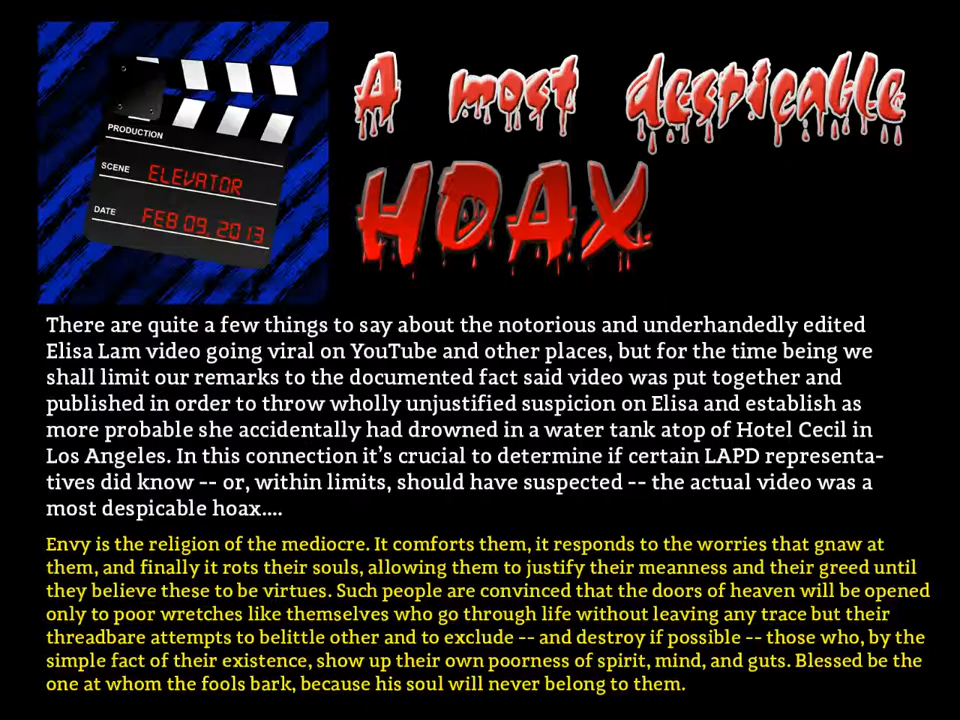 A most despicable
HOAX
PRODUCTION
SCENE ELEVATOR
DATE FEB 09, 2013
There are quite a few things to say about the notorious and underhandedly edited
Elisa Lam video going viral on YouTube and other places, but for the time being we
shall limit our remarks to the documented fact said video was put together and
published in order to throw wholly unjustified suspicion on Elisa and establish as
more probable she accidentally had drowned in a water tank atop of Hotel Cecil in
Los Angeles. In this connection it's crucial to determine if certain LAPD representa-
tives did know -- or, within limits, should have suspected -- the actual video was a
most despicable hoax....
Envy is the religion of the mediocre. It comforts them, it responds to the worries that gnaw at
them, and finally it rots their souls, allowing them to justify their meanness and their greed until
they believe these to be virtues. Such people are convinced that the doors of heaven will be opened
only to poor wretches like themselves who go through life without leaving any trace but their
threadbare attempts to belittle other and to exclude -- and destroy if possible -- those who, by the
simple fact of their existence, show up their own poorness of spirit, mind, and guts. Blessed be the
one at whom the fools bark, because his soul will never belong to them.